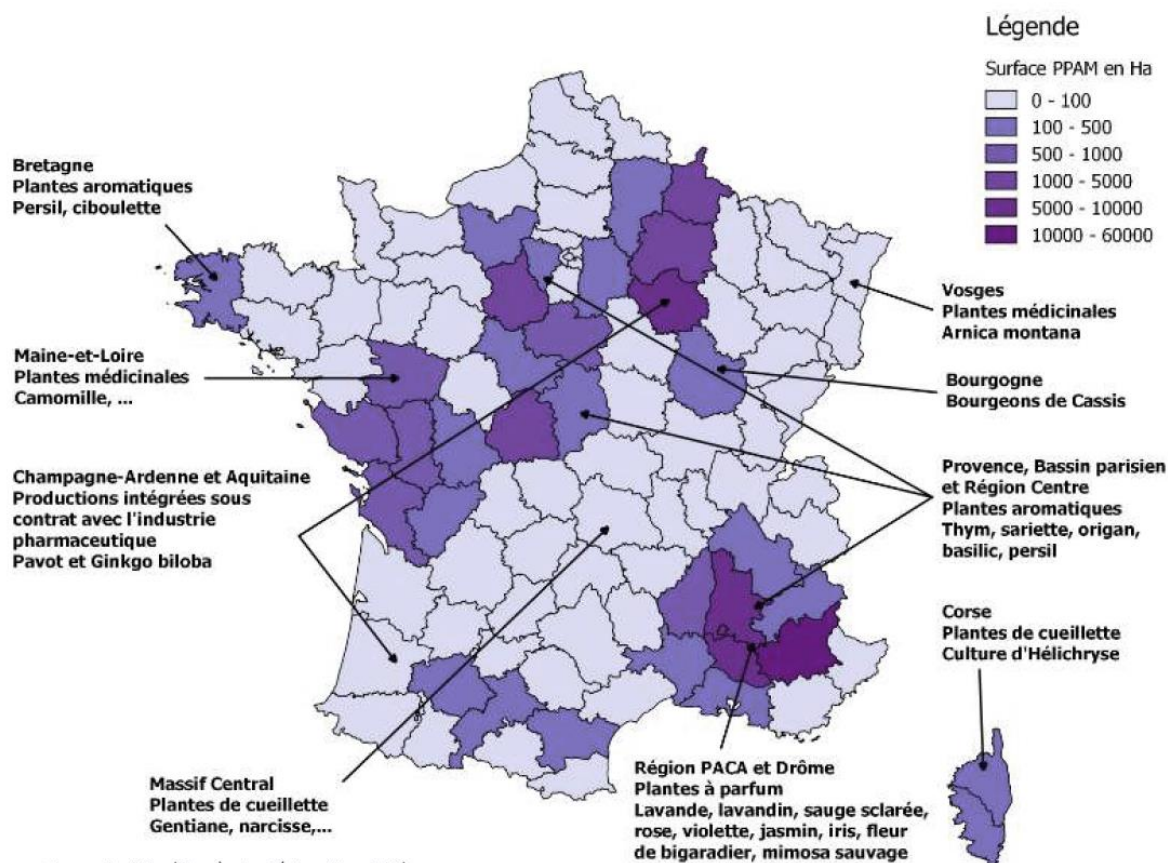 Légende
Surface PPAM en Ha
0 - 100
100 - 500
500 - 1000
1000 - 5000
5000 - 10000
10000 - 60000
Bretagne
Plantes aromatiques
Persil, ciboulette
Maine-et-Loire
Plantes médicinales
Camomille, ...
Champagne-Ardenne et Aquitaine
Productions intégrées sous
contrat avec l'industrie
pharmaceutique
Pavot et Ginkgo biloba
Massif Central
Plantes de cueillette
Gentiane, narcisse,...
Région PACA et Drôme
Plantes à parfum
Lavande, lavandin, sauge sclarée,
rose, violette, jasmin, iris, fleur
de bigaradier, mimosa sauvage
Vosges
Plantes médicinales
Arnica montana
Bourgogne
Bourgeons de Cassis
Provence, Bassin parisien
et Région Centre
Plantes aromatiques
Thym, sariette, origan,
basilic, persil
Corse
Plantes de cueillette
Culture d'Hélichryse